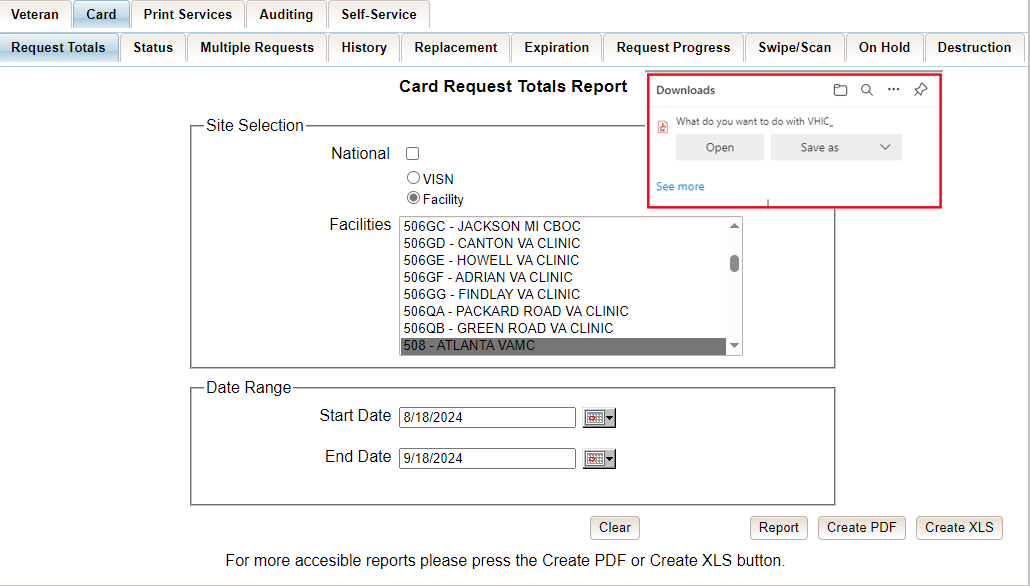 Veteran Card Print Services Auditing Self-Service
Request Totals Status Multiple Requests History Replacement Expiration Request Progress Swipe/Scan On Hold Destruction
Card Request Totals Report
Downloads
What do you want to do with VHIC_
Open Save as
See more
Site Selection
National
VISN
Facility
Facilities
506GC - JACKSON MI CBOC
506GD - CANTON VA CLINIC
506GE - HOWELL VA CLINIC
506GF - ADRIAN VA CLINIC
506GG - FINDLAY VA CLINIC
506QA - PACKARD ROAD VA CLINIC
506QB - GREEN ROAD VA CLINIC
508 - ATLANTA VAMC
Date Range
Start Date 8/18/2024
End Date 9/18/2024
Clear Report Create PDF Create XLS
For more accesible reports please press the Create PDF or Create XLS button.